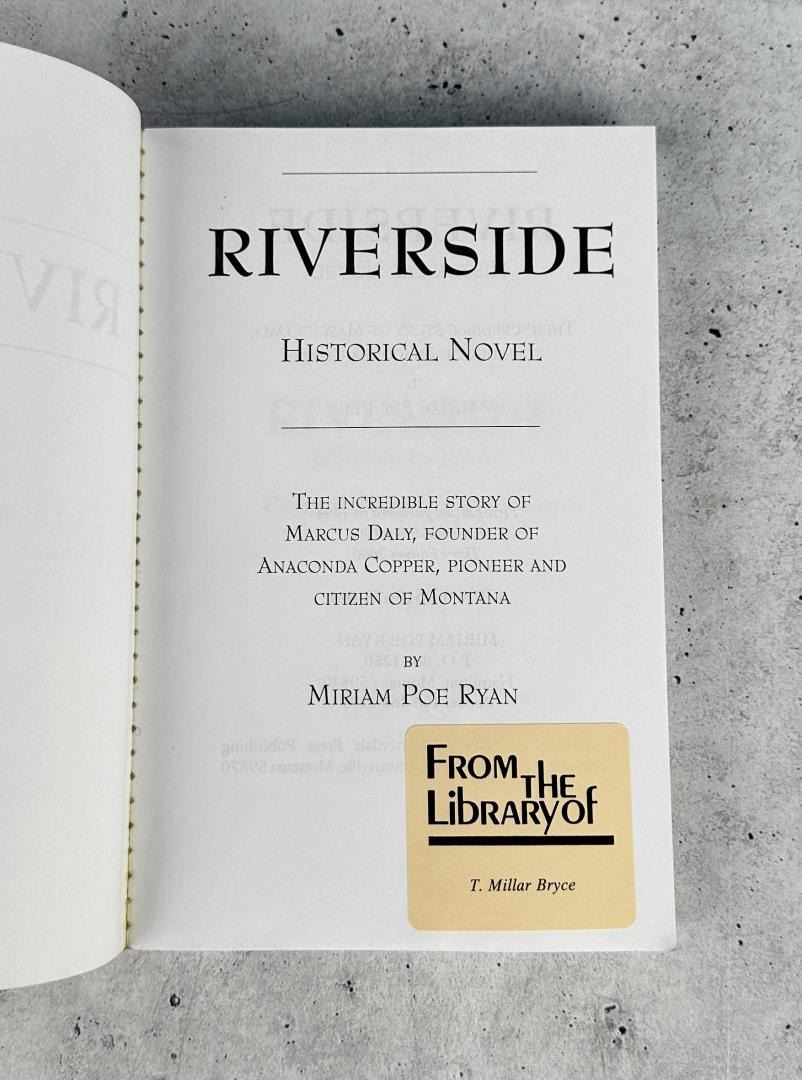 RIVERSIDE
HISTORICAL NOVEL
THE INCREDIBLE STORY OF
MARCUS DALY, FOUNDER OF
ANACONDA COPPER, PIONEER AND
CITIZEN OF MONTANA
BY
MIRIAM POE RYAN
FROM THE
LIBRARY of
T. Millar Bryce